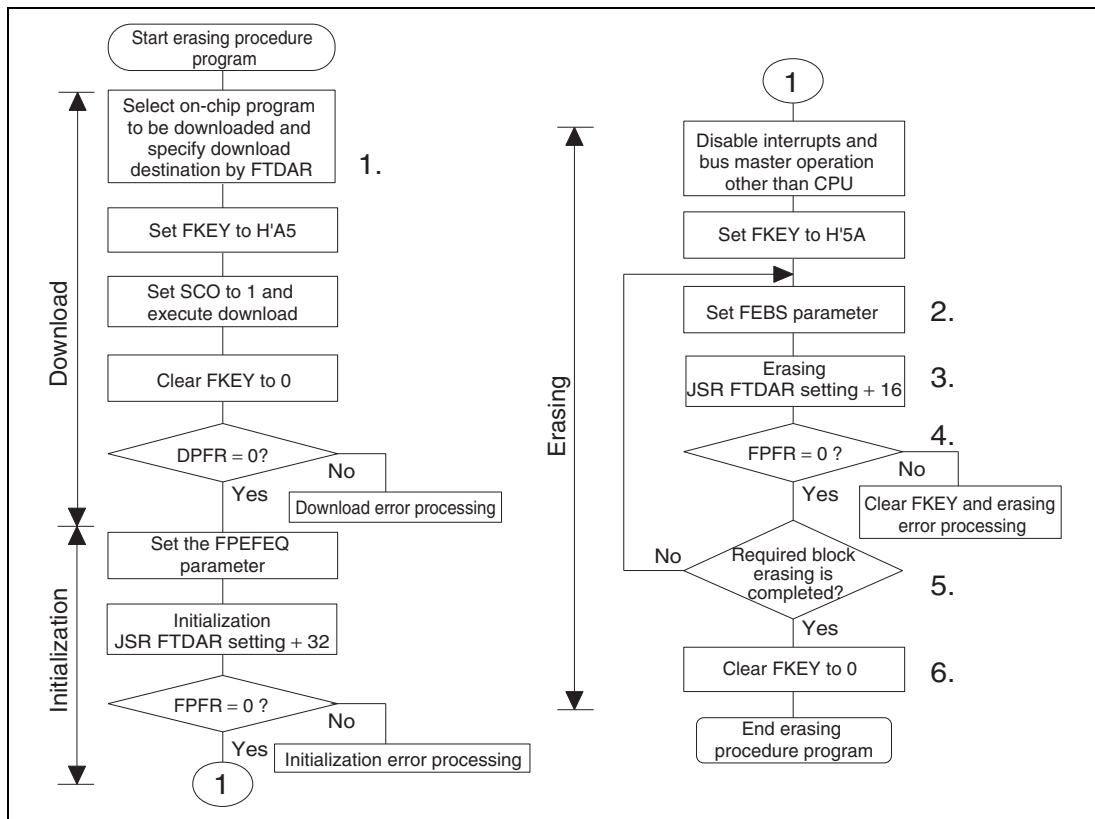 Start erasing procedure
program
Download
Select on-chip program
to be downloaded and
specify download
destination by FTDAR
1.
Set FKEY to H'A5
Set SCO to 1 and
execute download
Clear FKEY to 0
DPFR = 0?
No
Yes
Download error processing
Initialization
Set the FPEFEQ
parameter
Initialization
JSR FTDAR setting + 32
FPFR = 0 ?
No
Yes
Initialization error processing
1
1
Erasing
Disable interrupts and
bus master operation
other than CPU
Set FKEY to H'5A
Set FEBS parameter
2.
Erasing
JSR FTDAR setting + 16
3.
4.
FPFR = 0 ?
No
Yes
Clear FKEY and erasing
error processing
No
Required block
erasing is
completed?
5.
Yes
Clear FKEY to 0
6.
End erasing
procedure program